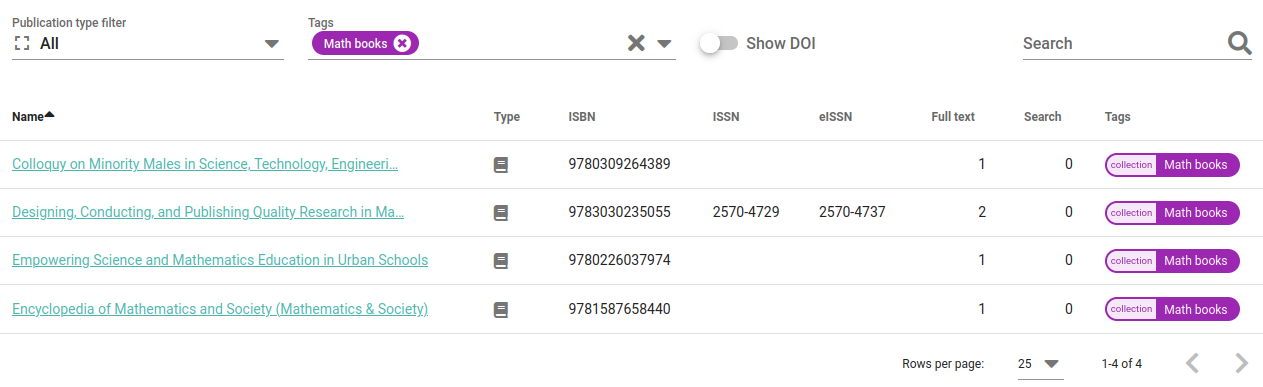 Publication type filter
All
Tags
Math books
Show DOI
Search
Name Type ISBN ISSN eISSN Full text Search Tags
Colloquy on Minority Males in Science, Technology, Engineeri... 9780309264389 1 0 collection Math books
Designing, Conducting, and Publishing Quality Research in Ma... 9783030235055 2570-4729 2570-4737 2 0 collection Math books
Empowering Science and Mathematics Education in Urban Schools 9780226037974 1 0 collection Math books
Encyclopedia of Mathematics and Society (Mathematics & Society) 9781587658440 1 0 collection Math books
Rows per page: 25 1-4 of 4